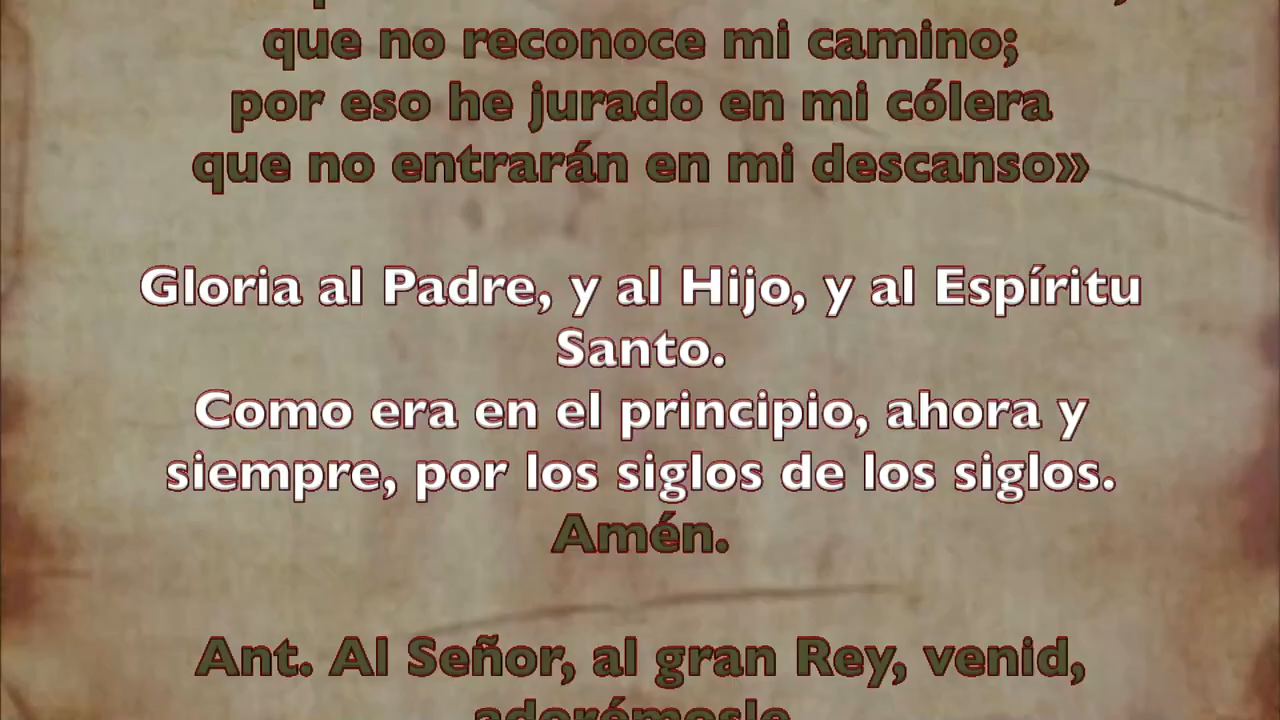 que no reconoce mi camino;
por eso he jurado en mi cólera
que no entrarán en mi descanso»
Gloria al Padre, y al Hijo, y al Espíritu
Santo.
Como era en el principio, ahora y
siempre, por los siglos de los siglos.
Amén.
Ant. Al Señor, al gran Rey, venid,
adorémosle.